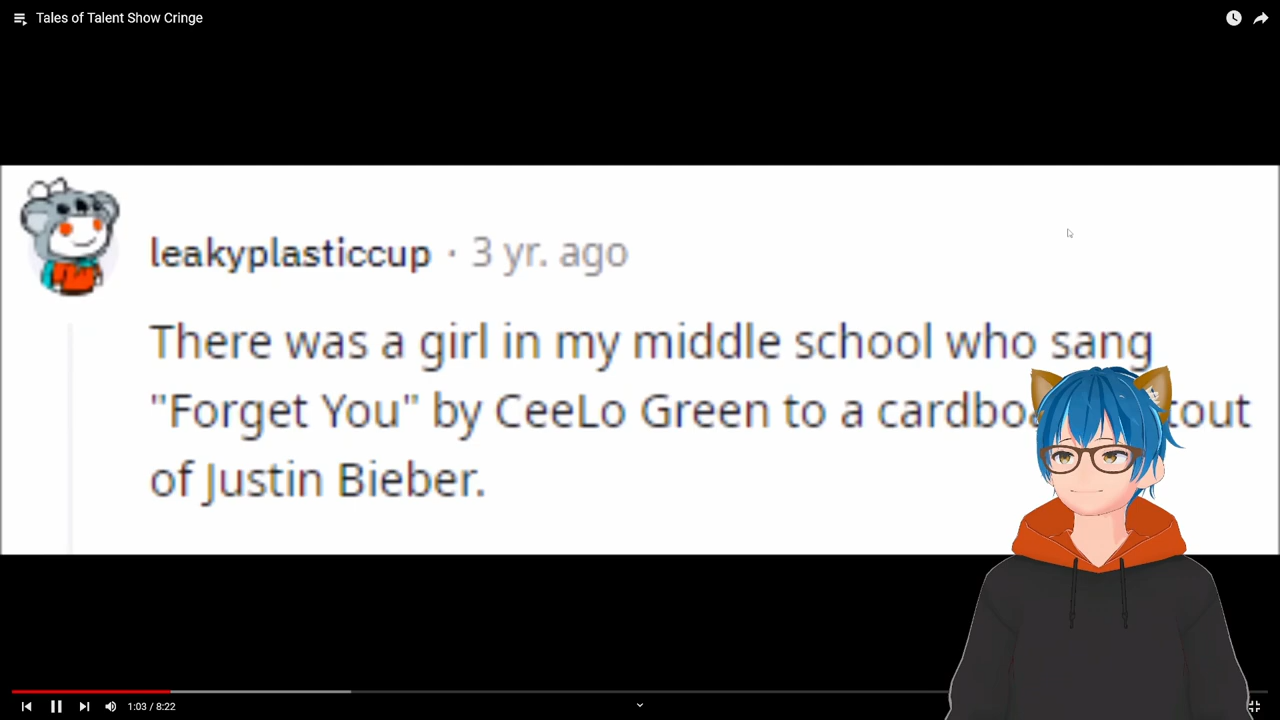 Tales of Talent Show Cringe
leakyplasticcup · 3 yr. ago
There was a girl in my middle school who sang
"Forget You" by CeeLo Green to a
of Justin Bieber.
1:03 / 8:22